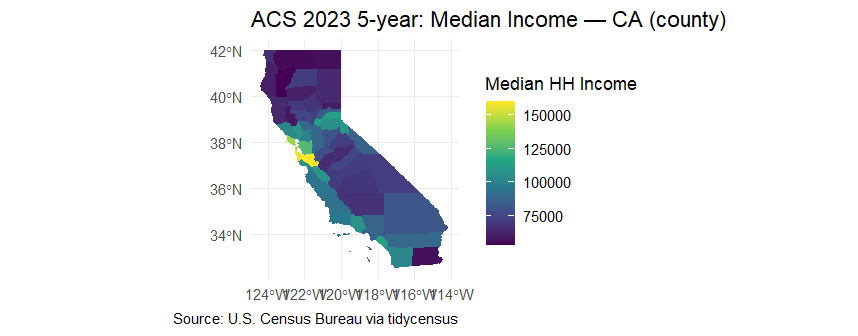 ACS 2023 5-year: Median Income — CA (county)
42°N
40°N
38°N
36°N
34°N
124°W 122°W 120°W 118°W 116°W 114°W
Median HH Income
150000
125000
100000
75000
Source: U.S. Census Bureau via tidycensus